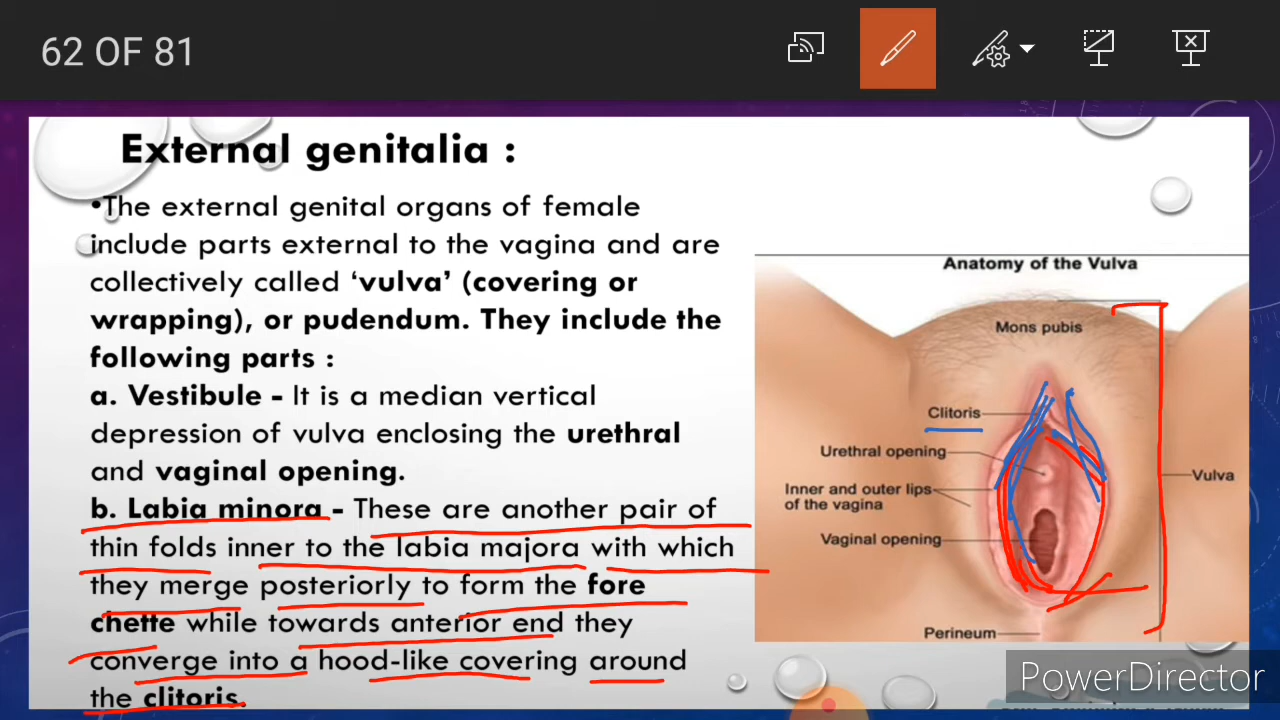 62 OF 81
External genitalia :
•The external genital organs of female
include parts external to the vagina and are
collectively called ‘vulva’ (covering or
wrapping), or pudendum. They include the
following parts :
a. Vestibule - It is a median vertical
depression of vulva enclosing the urethral
and vaginal opening.
b. Labia minora - These are another pair of
thin folds inner to the labia majora with which
they merge posteriorly to form the fore
chette while towards anterior end they
converge into a hood-like covering around
the clitoris.
Anatomy of the Vulva
Mons pubis
Clitoris
Urethral opening
Inner and outer lips
of the vagina
Vaginal opening
Vulva
Perineum
PowerDirector